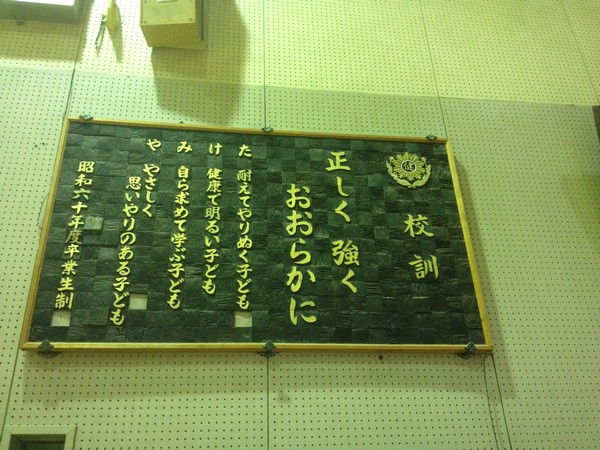 校訓
正しく 強く
おおらかに
た 耐えてやりぬく子ども
け 健康で明るい子ども
み 自ら求めて学ぶ子ども
や やさしく
思いやりのある子ども
昭和六十年度卒業生制